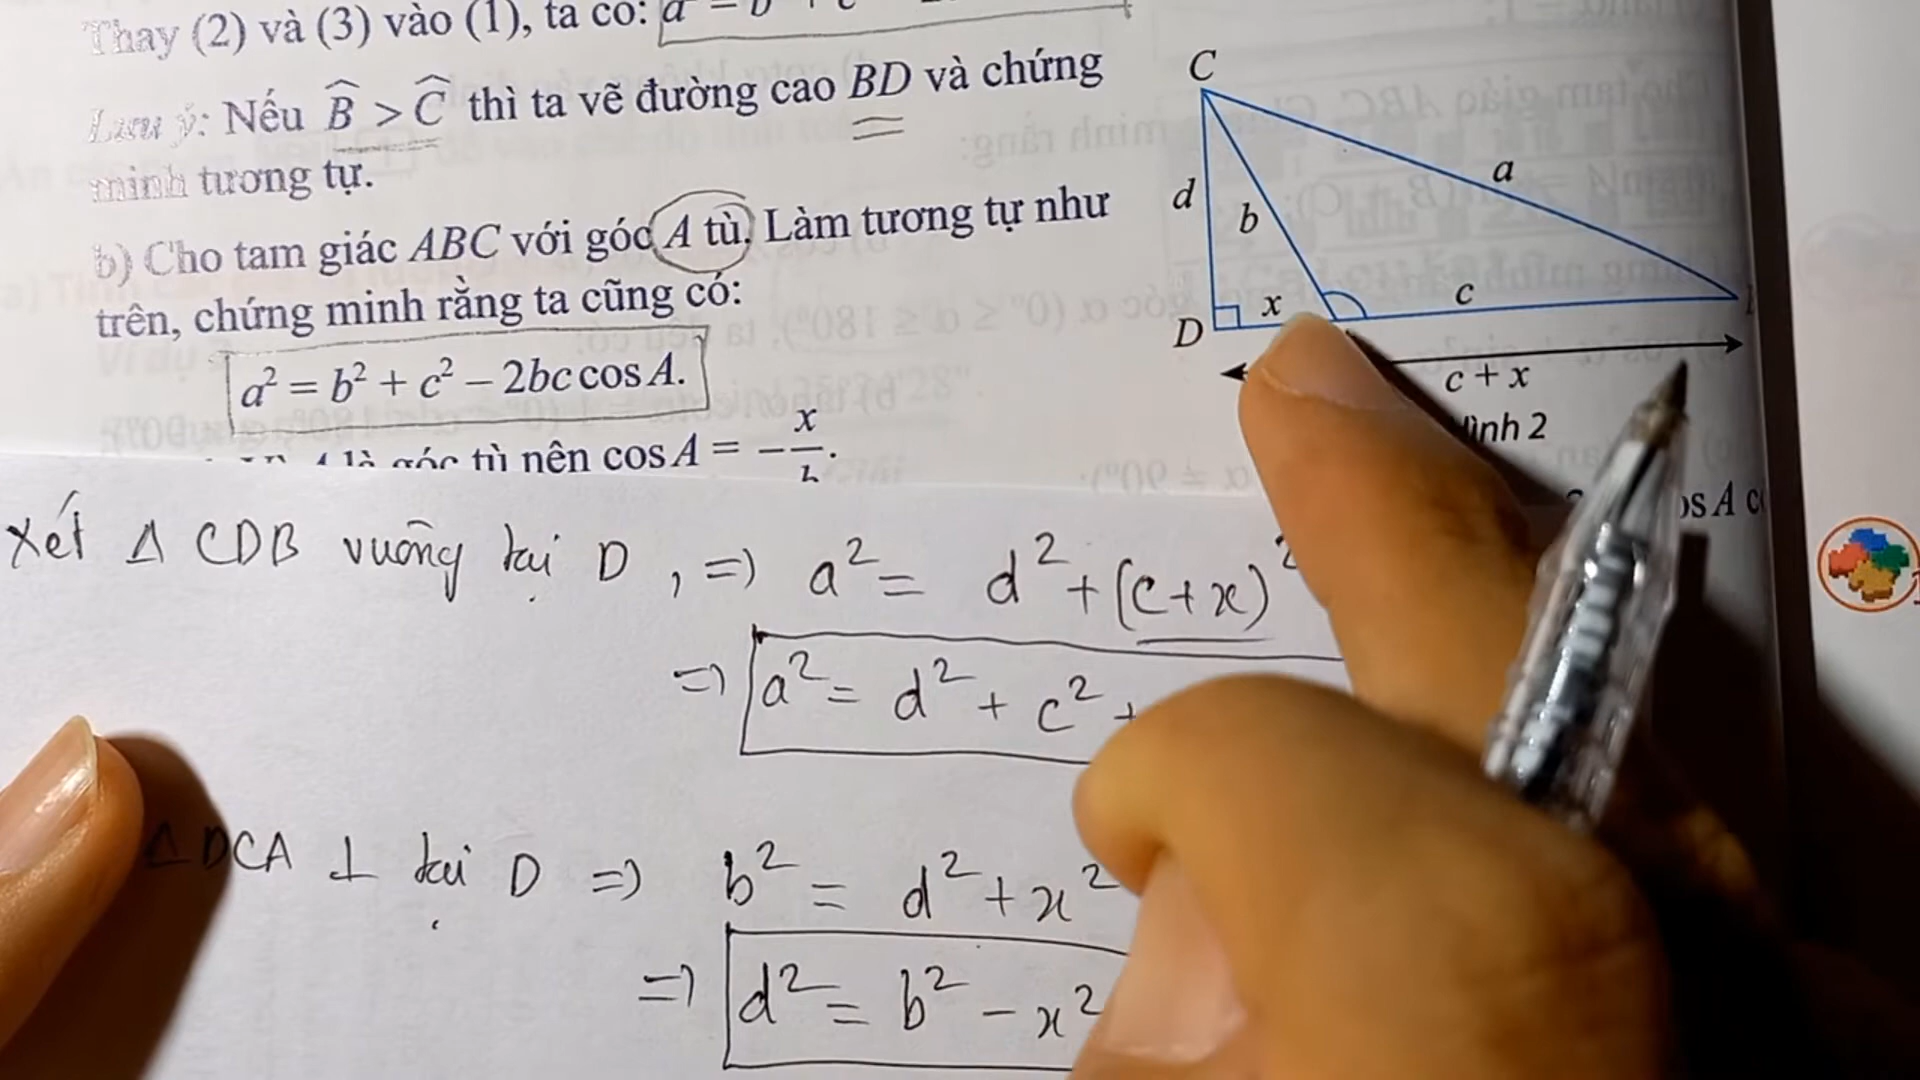 Thay (2) và (3) vào (1), ta có: a = b + c
Lưu ý: Nếu B̂ > Ĉ thì ta vẽ đường cao BD và chứng
minh tương tự.
b) Cho tam giác ABC với góc A tù. Làm tương tự như
trên, chứng minh rằng ta cũng có:
a² = b² + c² – 2bc cos A.
A là góc tù nên cos A = – x/b.
C
a
d
b
x
c
D
c + x
Hình 2
os A
Xét Δ CDB vuông tại D , => a² = d² + (c+x)²
=> a² = d² + c² +
Δ DCA ⊥ tại D => b² = d² + x²
=> d² = b² – x²